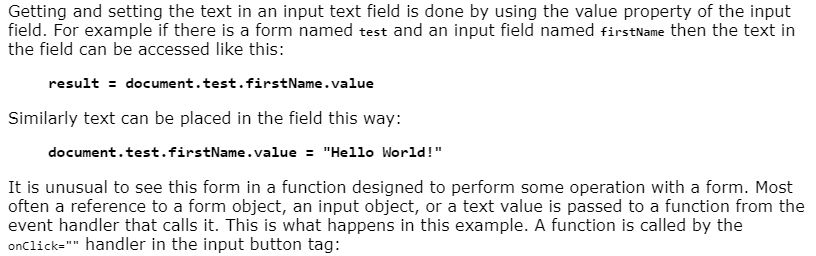 Getting and setting the text in an input text field is done by using the value property of the input
field. For example if there is a form named test and an input field named firstName then the text in
the field can be accessed like this:
result = document.test.firstName.value
Similarly text can be placed in the field this way:
document.test.firstName.value = "Hello World!"
It is unusual to see this form in a function designed to perform some operation with a form. Most
often a reference to a form object, an input object, or a text value is passed to a function from the
event handler that calls it. This is what happens in this example. A function is called by the
onClick="" handler in the input button tag: